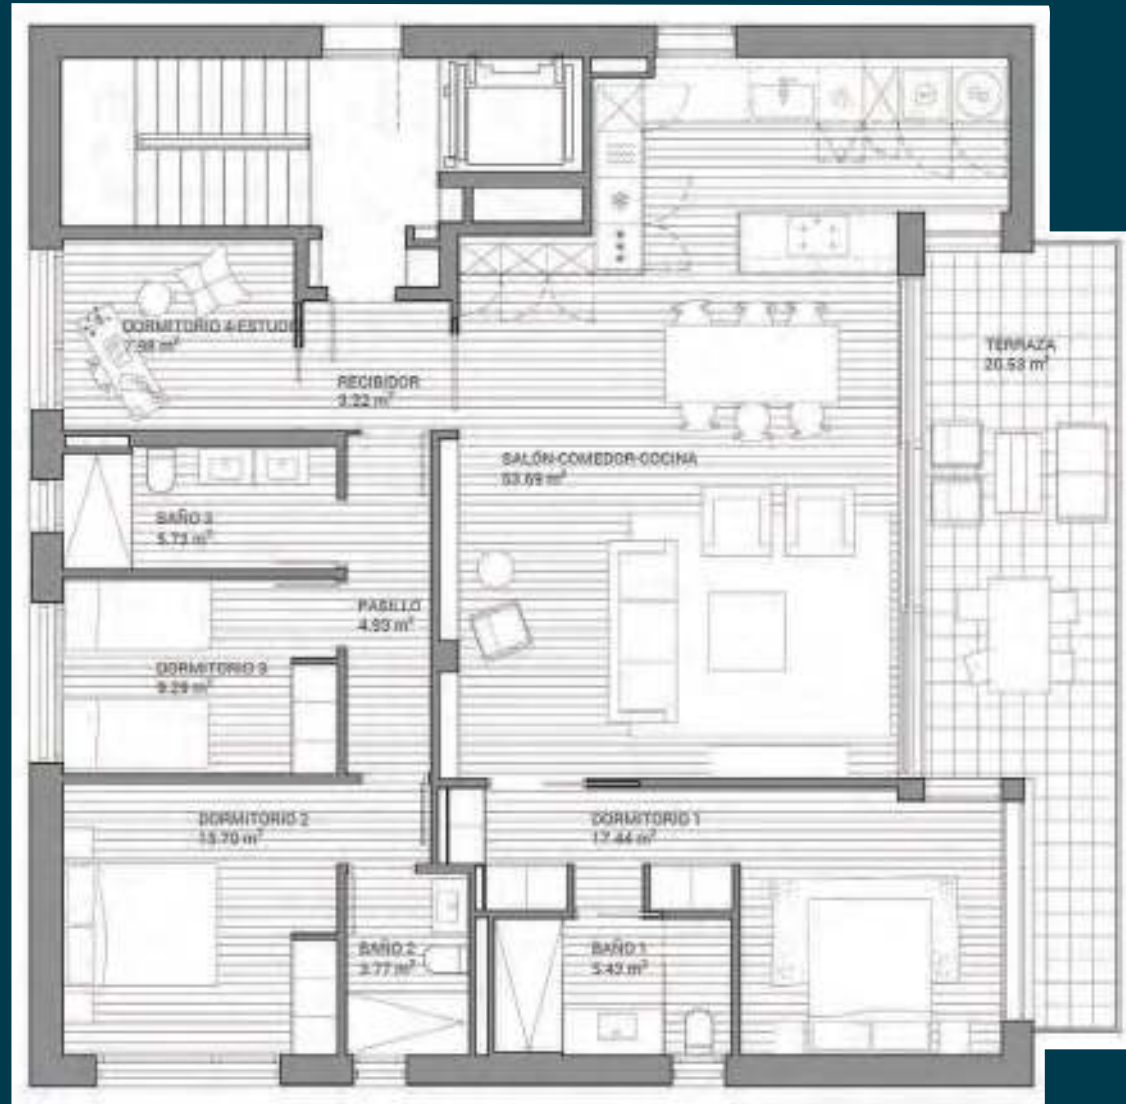 DORMITORIO 4-ESTUDI
7.98 m²
RECIBIDOR
3.22 m²
TERRAZA
20.53 m²
SALÓN-COMEDOR-COCINA
53.69 m²
BAÑO 3
5.73 m²
PASILLO
4.93 m²
DORMITORIO 3
9.29 m²
DORMITORIO 2
13.70 m²
DORMITORIO 1
17.44 m²
BAÑO 2
3.77 m²
BAÑO 1
5.43 m²